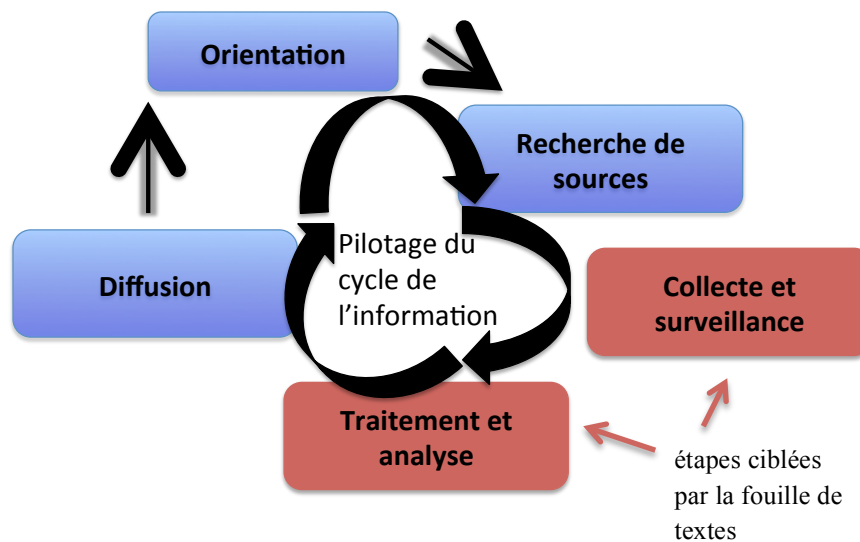 Orientation
Recherche de
sources
Pilotage du
cycle de
l'information
Diffusion
Collecte et
surveillance
Traitement et
analyse
étapes ciblées
par la fouille de
textes